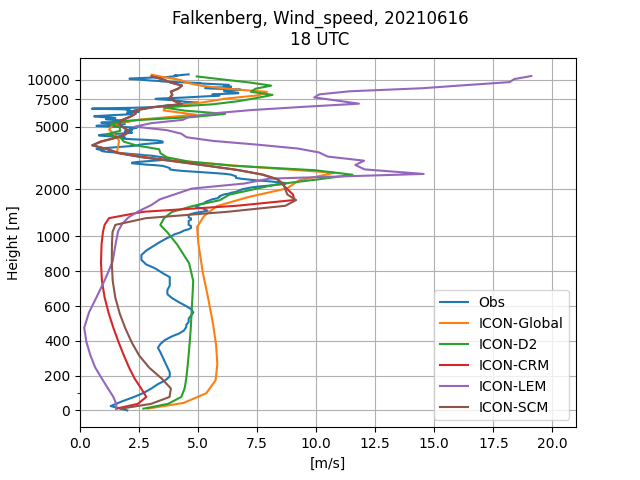 Falkenberg, Wind_speed, 20210616
18 UTC
Height [m]
10000
7500
5000
2000
1000
800
600
400
200
0
0.0 2.5 5.0 7.5 10.0 12.5 15.0 17.5 20.0
[m/s]
Obs
ICON-Global
ICON-D2
ICON-CRM
ICON-LEM
ICON-SCM